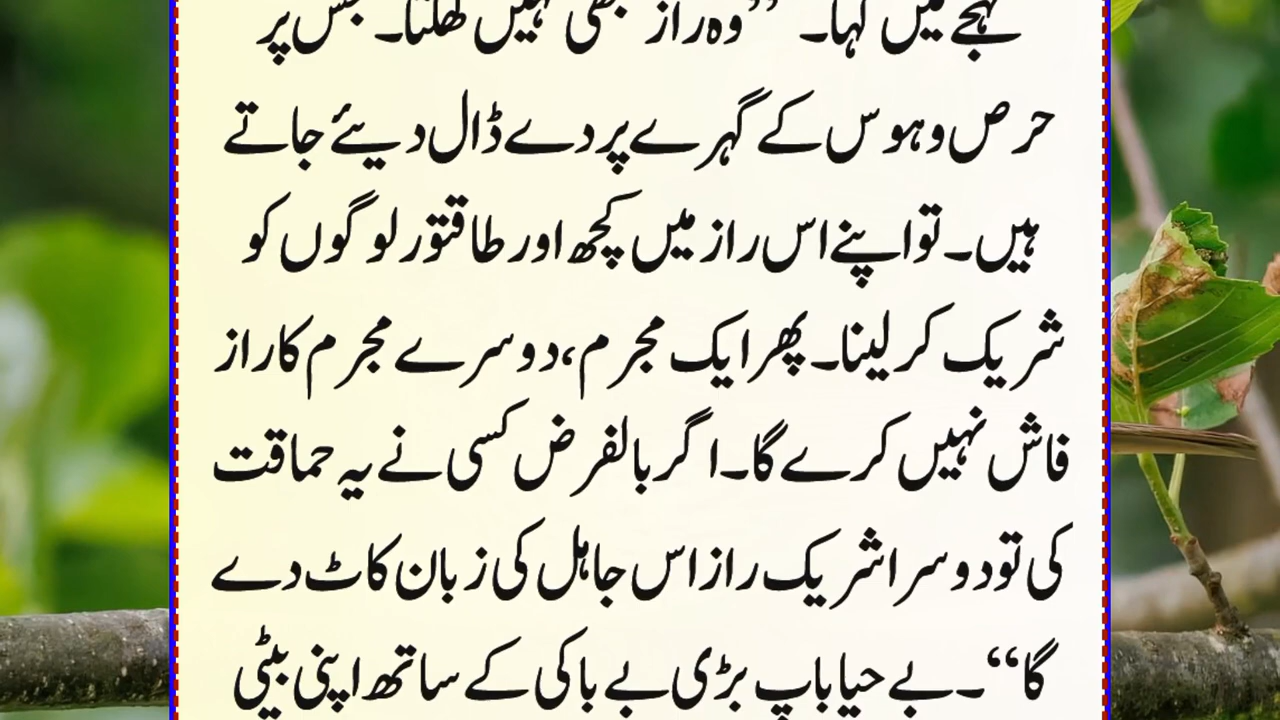 لہجے میں کہا۔ ’’وہ راز کبھی نہیں کھلتا۔ جس پر
حرص و ہوس کے گہرے پردے ڈال دیئے جاتے
ہیں۔ تو اپنے اس راز میں کچھ اور طاقتور لوگوں کو
شریک کر لینا۔ پھر ایک مجرم، دوسرے مجرم کا راز
فاش نہیں کرے گا۔ اگر بالفرض کسی نے یہ حماقت
کی تو دوسرا شریک راز اس جاہل کی زبان کاٹ دے
گا‘‘۔ بے حیا باپ بڑی بے باکی کے ساتھ اپنی بیٹی